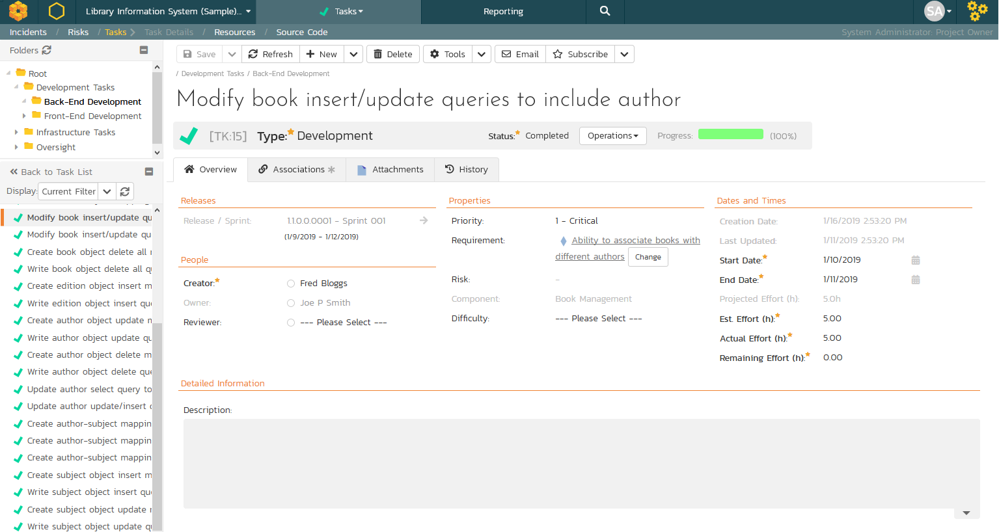 Library Information System (Sample)...
Tasks
Reporting
SA
Incidents / Risks / Tasks Task Details / Resources / Source Code
System Administrator: Project Owner
Folders
Root
Development Tasks
Back-End Development
Front-End Development
Infrastructure Tasks
Oversight
Back to Task List
Display: Current Filter
Modify book insert/update qu
Modify book insert/update qu
Create book object delete all
Write book object delete all qu
Create edition object insert m
Write edition object insert que
Create author object update m
Write author object update qu
Create author object delete m
Write author object delete que
Update author select query to
Update author update/insert
Create author-subject mappin
Create author-subject mappin
Create author-subject mappin
Create subject object insert m
Write subject object insert que
Create subject object update
Write subject object update qu
Save Refresh New Delete Tools Email Subscribe
/ Development Tasks / Back-End Development
Modify book insert/update queries to include author
[TK:15] Type: Development
Status: Completed Operations Progress: (100%)
Overview Associations Attachments History
Releases
Release / Sprint: 1.1.0.0.0001 - Sprint 001
(1/9/2019 - 1/12/2019)
People
Creator: Fred Bloggs
Owner: Joe P Smith
Reviewer: --- Please Select ---
Properties
Priority: 1 - Critical
Requirement: Ability to associate books with
different authors Change
Risk: -
Component: Book Management
Difficulty: --- Please Select ---
Dates and Times
Creation Date: 1/16/2019 2:53:20 PM
Last Updated: 1/11/2019 2:53:20 PM
Start Date: 1/10/2019
End Date: 1/11/2019
Projected Effort (h): 5.0h
Est. Effort (h): 5.00
Actual Effort (h): 5.00
Remaining Effort (h): 0.00
Detailed Information
Description: